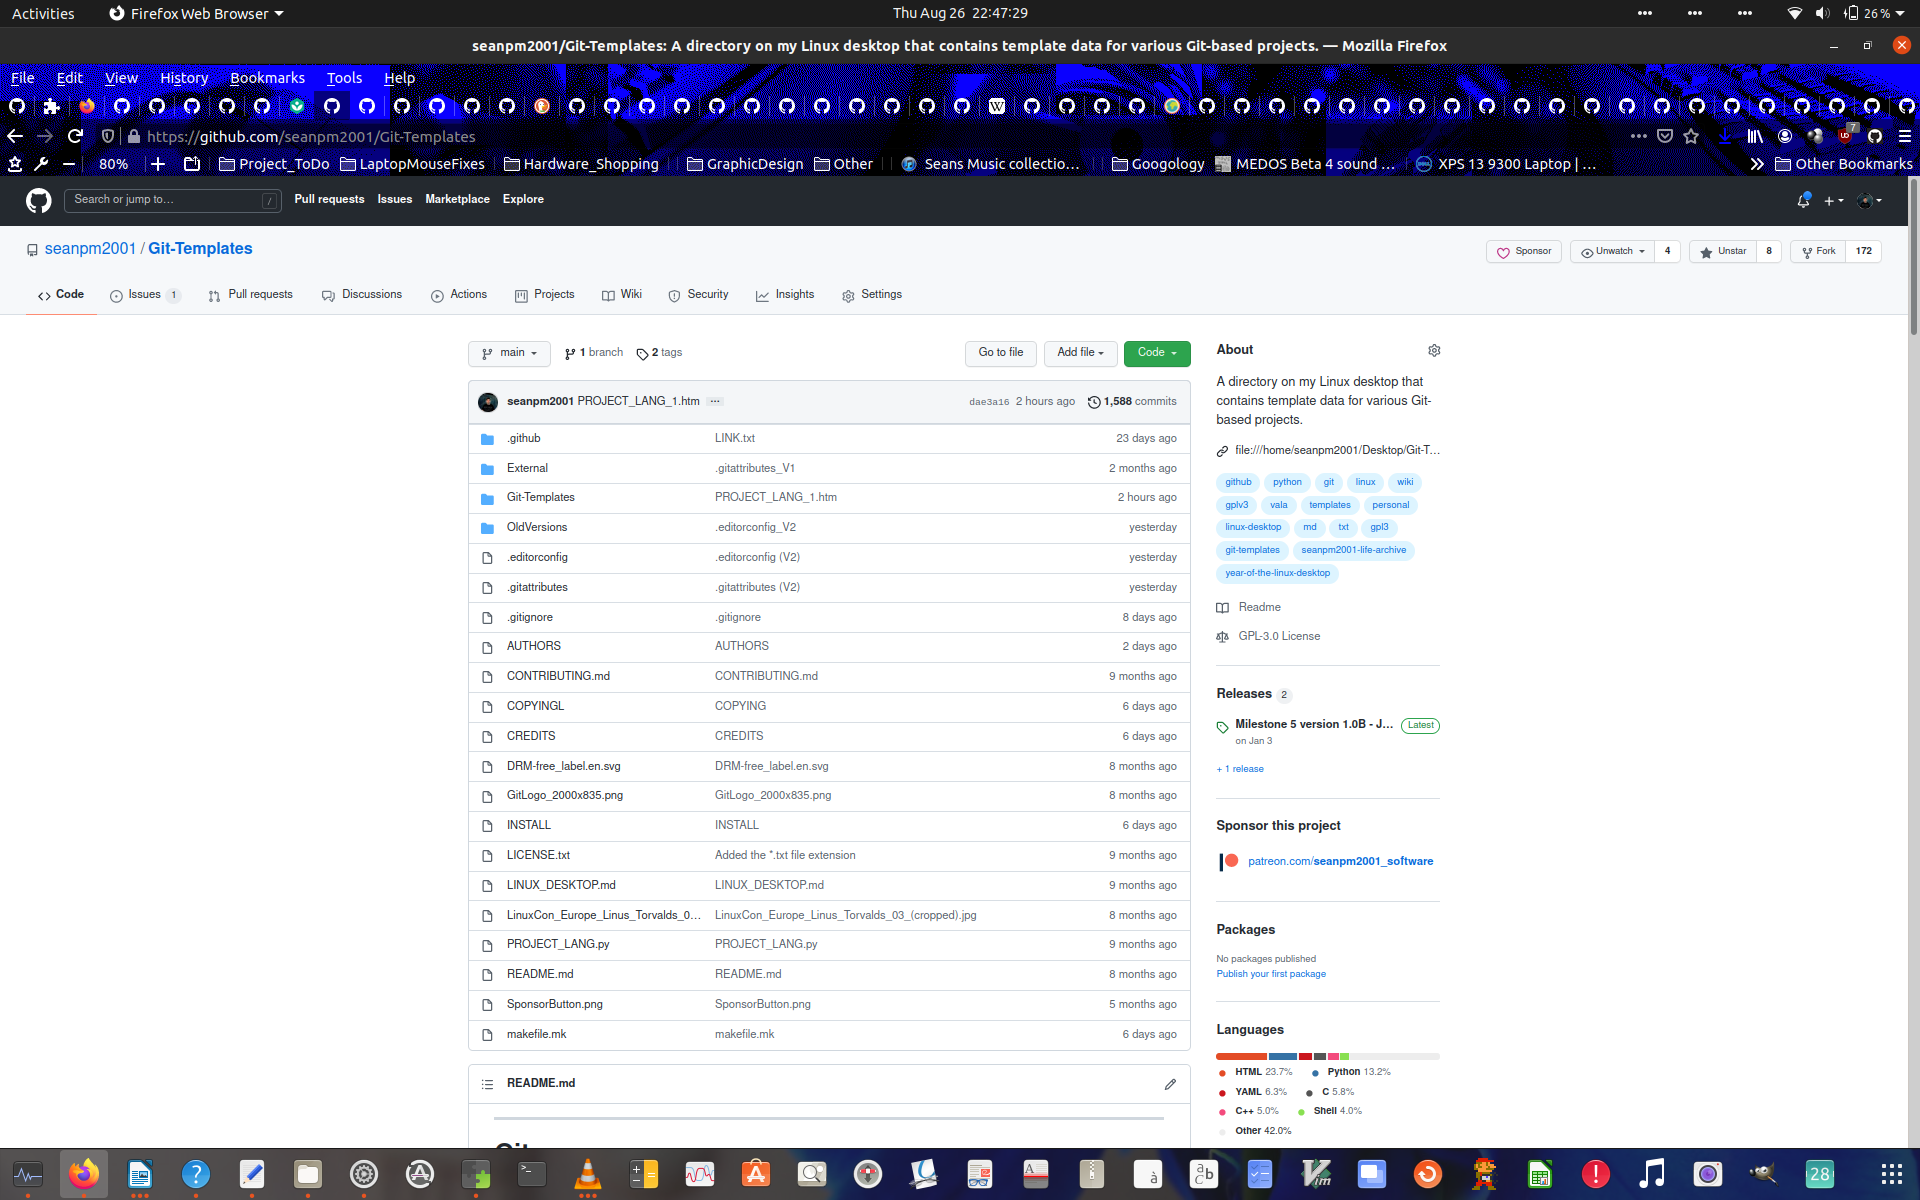 Activities Firefox Web Browser Thu Aug 26 22:47:29 26 %
seanpm2001/Git-Templates: A directory on my Linux desktop that contains template data for various Git-based projects. — Mozilla Firefox
File Edit View History Bookmarks Tools Help
https://github.com/seanpm2001/Git-Templates 7
80% Project_ToDo LaptopMouseFixes Hardware_Shopping GraphicDesign Other Seans Music collectio… Googology MEDOS Beta 4 sound … XPS 13 9300 Laptop | … Other Bookmarks
Search or jump to… / Pull requests Issues Marketplace Explore
seanpm2001 / Git-Templates Sponsor Unwatch 4 Unstar 8 Fork 172
Code Issues 1 Pull requests Discussions Actions Projects Wiki Security Insights Settings
main 1 branch 2 tags Go to file Add file Code
seanpm2001 PROJECT_LANG_1.htm … dae3a16 2 hours ago 1,588 commits
.github LINK.txt 23 days ago
External .gitattributes_V1 2 months ago
Git-Templates PROJECT_LANG_1.htm 2 hours ago
OldVersions .editorconfig_V2 yesterday
.editorconfig .editorconfig (V2) yesterday
.gitattributes .gitattributes (V2) yesterday
.gitignore .gitignore 8 days ago
AUTHORS AUTHORS 2 days ago
CONTRIBUTING.md CONTRIBUTING.md 9 months ago
COPYINGL COPYING 6 days ago
CREDITS CREDITS 6 days ago
DRM-free_label.en.svg DRM-free_label.en.svg 8 months ago
GitLogo_2000x835.png GitLogo_2000x835.png 8 months ago
INSTALL INSTALL 6 days ago
LICENSE.txt Added the *.txt file extension 9 months ago
LINUX_DESKTOP.md LINUX_DESKTOP.md 9 months ago
LinuxCon_Europe_Linus_Torvalds_0… LinuxCon_Europe_Linus_Torvalds_03_(cropped).jpg 8 months ago
PROJECT_LANG.py PROJECT_LANG.py 9 months ago
README.md README.md 8 months ago
SponsorButton.png SponsorButton.png 5 months ago
makefile.mk makefile.mk 6 days ago
README.md
About
A directory on my Linux desktop that
contains template data for various Git-
based projects.
file:///home/seanpm2001/Desktop/Git-T…
github python git linux wiki
gplv3 vala templates personal
linux-desktop md txt gpl3
git-templates seanpm2001-life-archive
year-of-the-linux-desktop
Readme
GPL-3.0 License
Releases 2
Milestone 5 version 1.0B - J… Latest
on Jan 3
+ 1 release
Sponsor this project
patreon.com/seanpm2001_software
Packages
No packages published
Publish your first package
Languages
HTML 23.7% Python 13.2%
YAML 6.3% C 5.8%
C++ 5.0% Shell 4.0%
Other 42.0%
28